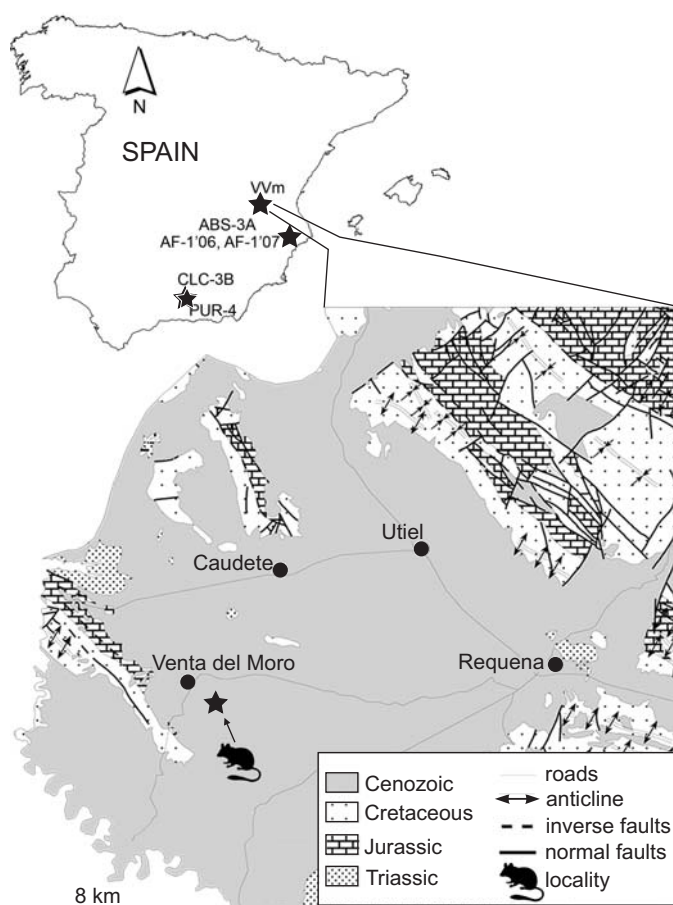 N
SPAIN
VVm
ABS-3A
AF-1'06, AF-1'07
CLC-3B
PUR-4
Utiel
Caudete
Venta del Moro
Requena
Cenozoic
Cretaceous
Jurassic
Triassic
roads
anticline
inverse faults
normal faults
locality
8 km